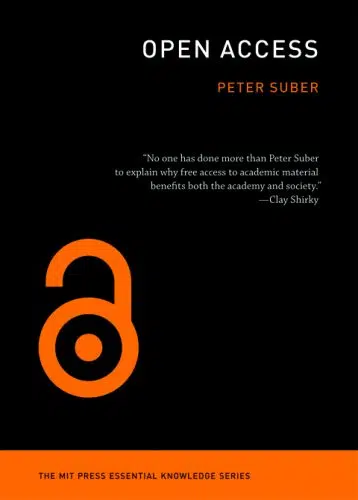 OPEN ACCESS
PETER SUBER
“No one has done more than Peter Suber
to explain why free access to academic material
benefits both the academy and society.”
—Clay Shirky
THE MIT PRESS ESSENTIAL KNOWLEDGE SERIES